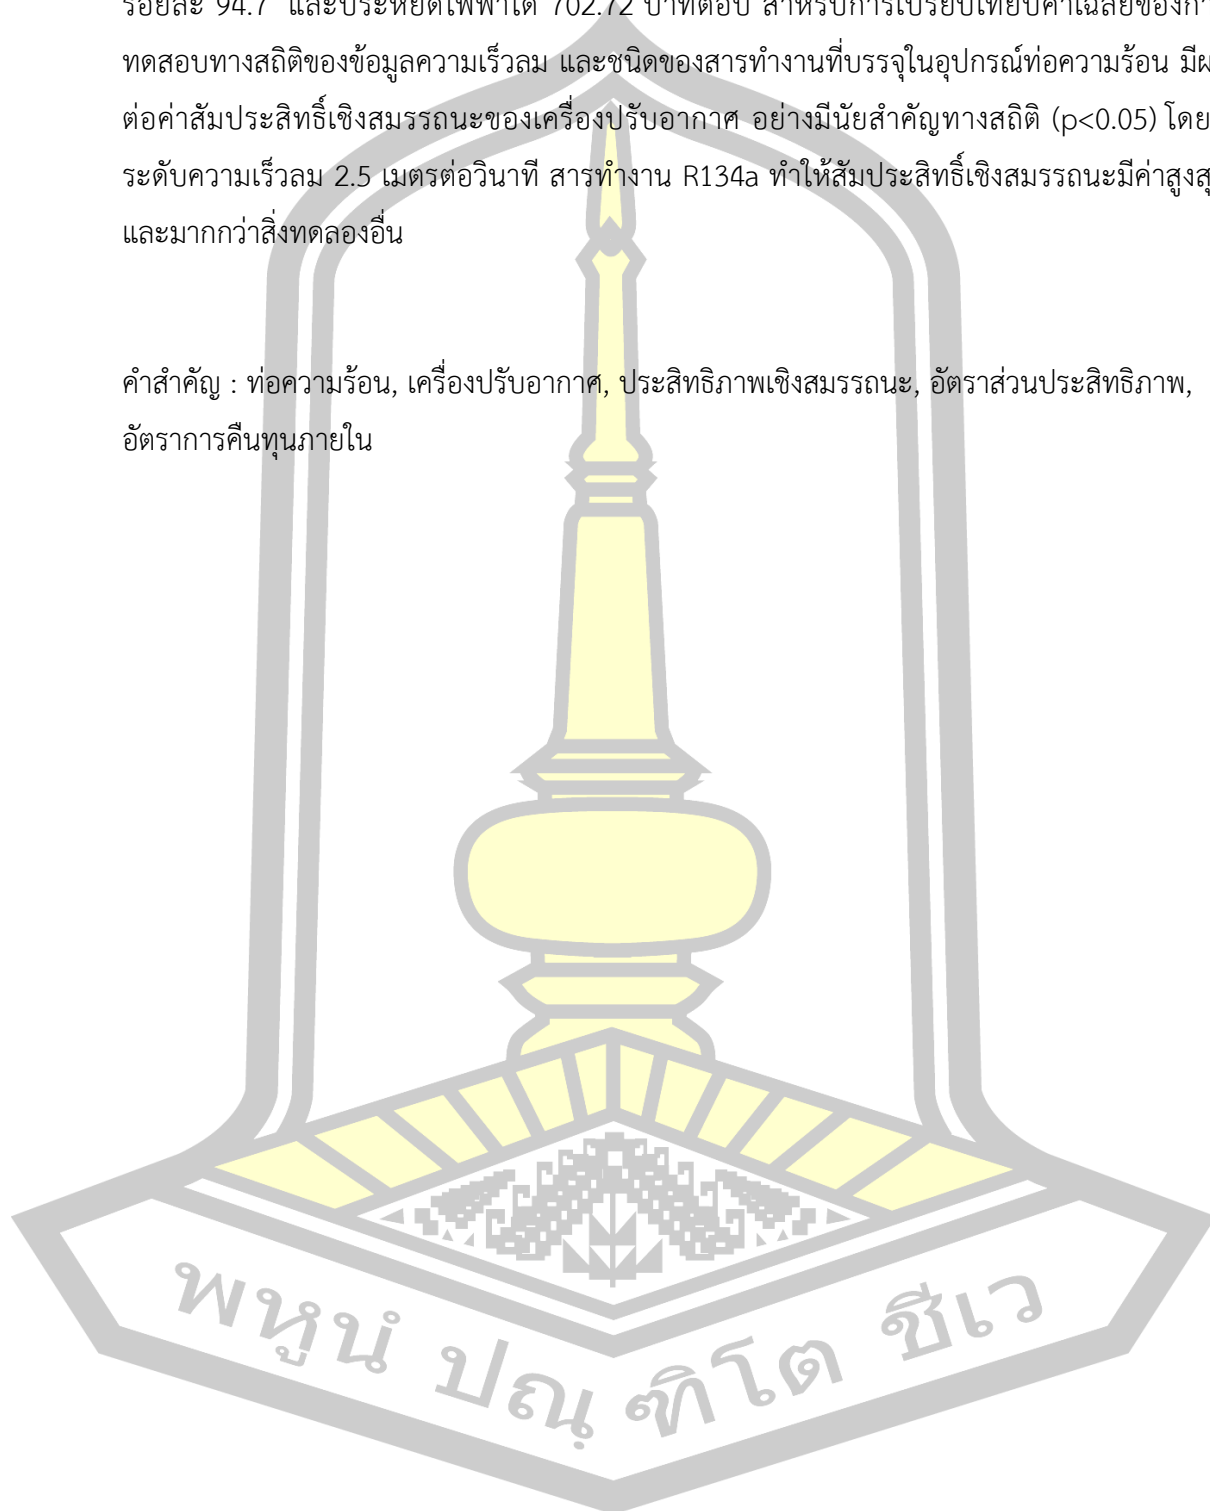 ร้อยละ 94.7 และประหยัดไฟฟ้าได้ 702.72 บาทต่อปี สำหรับการเปรียบเทียบค่าเฉลี่ยของ
ทดสอบทางสถิติของข้อมูลความเร็วลม และชนิดของสารทำงานที่บรรจุในอุปกรณ์ท่อความร้อน
ต่อค่าสัมประสิทธิ์เชิงสมรรถนะของเครื่องปรับอากาศ อย่างมีนัยสำคัญทางสถิติ (p<0.05) โดย
ระดับความเร็วลม 2.5 เมตรต่อวินาที สารทำงาน R134a ทำให้สัมประสิทธิ์เชิงสมรรถนะมีค่า
และมากกว่าสิ่งทดลองอื่น
คำสำคัญ : ท่อความร้อน, เครื่องปรับอากาศ, ประสิทธิภาพเชิงสมรรถนะ, อัตราส่วนประสิทธิภาพ,
อัตราการคืนทุนภายใน
พหูนํ ปณฺฑิโต ชีเว